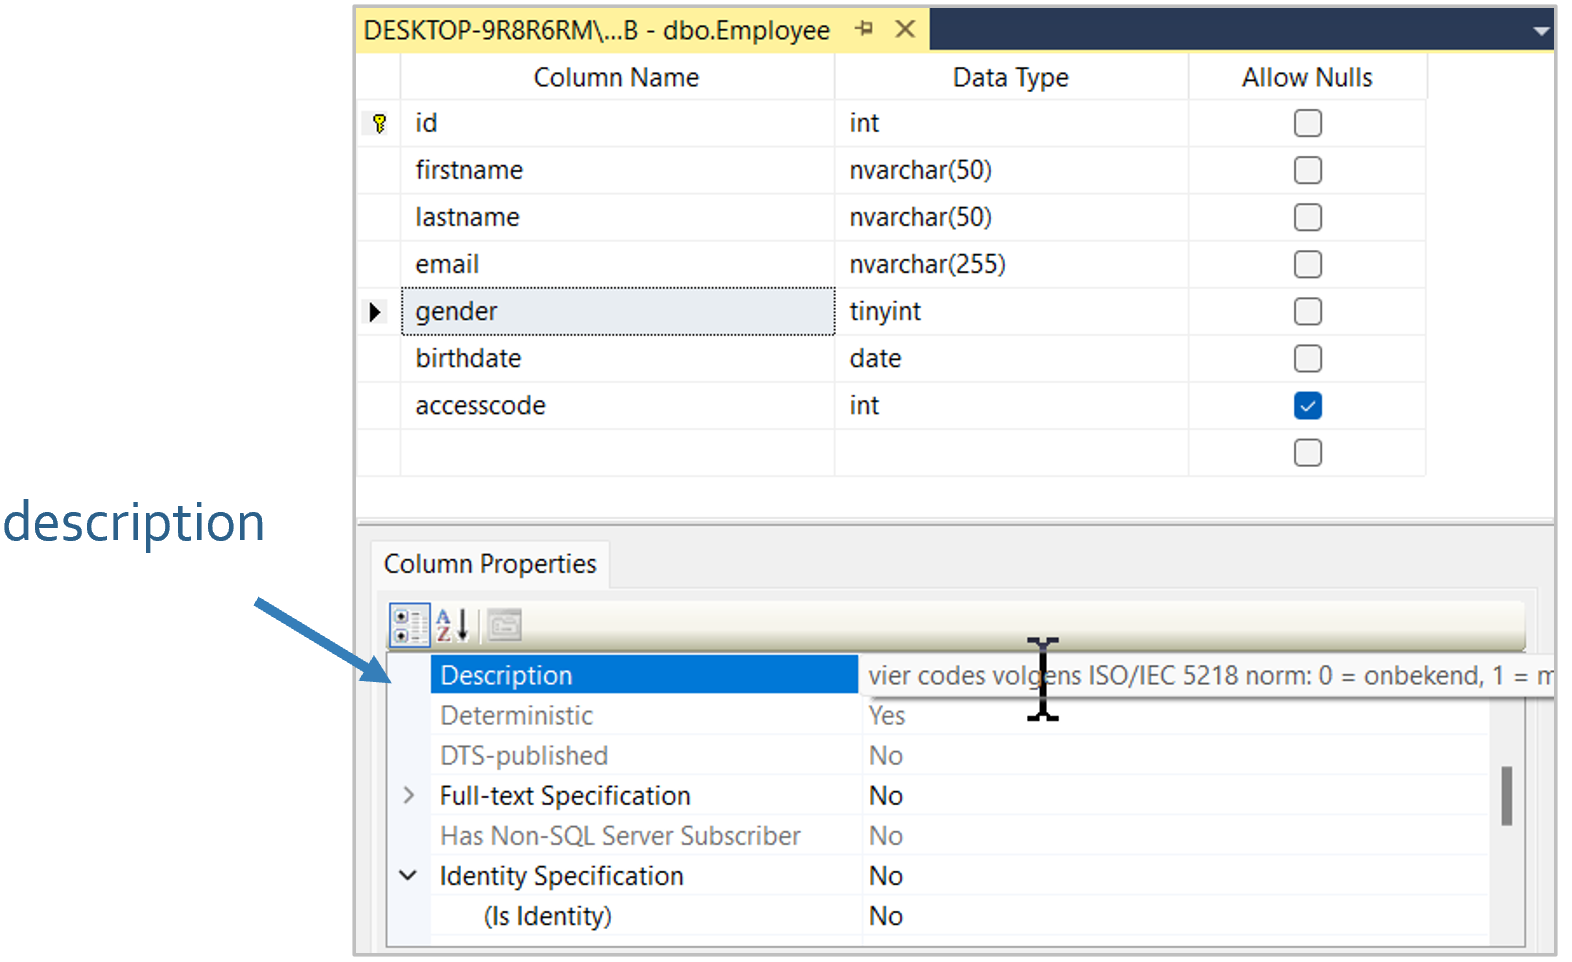 DESKTOP-9R8R6RM\...B - dbo.Employee
Column Name Data Type Allow Nulls
id int
firstname nvarchar(50)
lastname nvarchar(50)
email nvarchar(255)
gender tinyint
birthdate date
accesscode int
description
Column Properties
A
Z
Description vier codes volgens ISO/IEC 5218 norm: 0 = onbekend, 1 = m
Deterministic Yes
DTS-published No
Full-text Specification No
Has Non-SQL Server Subscriber No
Identity Specification No
(Is Identity) No